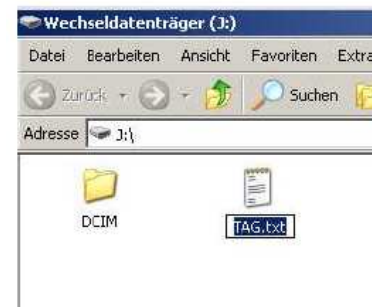 Wechseldatenträger (J:)
Datei Bearbeiten Ansicht Favoriten Extra
Zurück Suchen
Adresse J:\
DCIM TAG.txt